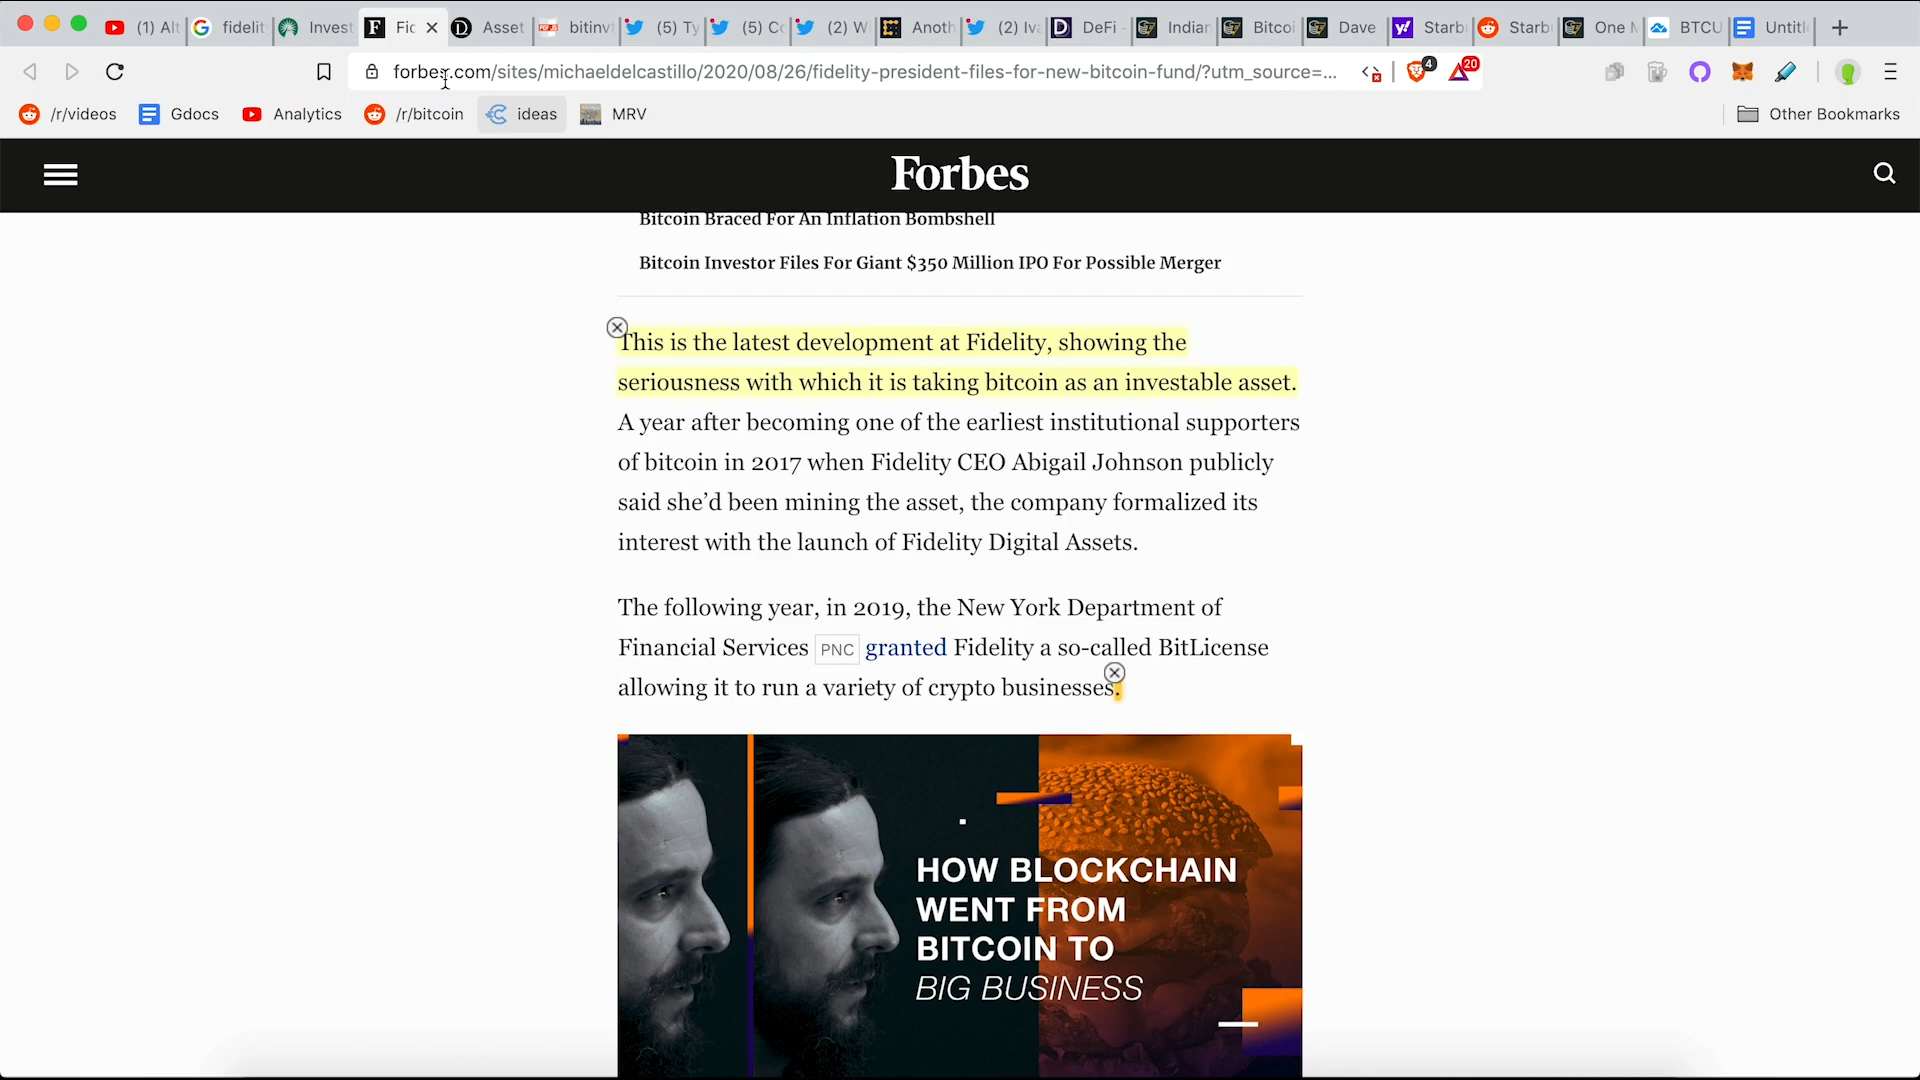 (1) Alt
fidelit
Invest
Fic
Asset
bitinvt
(5) Ty
(5) Cc
(2) W
Anoth
(2) Iva
DeFi -
Indian
Bitcoi
Dave
Starb
Starb
One M
BTCU
Untitle
forbes.com/sites/michaeldelcastillo/2020/08/26/fidelity-president-files-for-new-bitcoin-fund/?utm_source=...
4
20
/r/videos
Gdocs
Analytics
/r/bitcoin
ideas
MRV
Other Bookmarks
Forbes
Bitcoin Braced For An Inflation Bombshell
Bitcoin Investor Files For Giant $350 Million IPO For Possible Merger
This is the latest development at Fidelity, showing the
seriousness with which it is taking bitcoin as an investable asset.
A year after becoming one of the earliest institutional supporters
of bitcoin in 2017 when Fidelity CEO Abigail Johnson publicly
said she’d been mining the asset, the company formalized its
interest with the launch of Fidelity Digital Assets.
The following year, in 2019, the New York Department of
Financial Services PNC granted Fidelity a so-called BitLicense
allowing it to run a variety of crypto businesses.
HOW BLOCKCHAIN
WENT FROM
BITCOIN TO
BIG BUSINESS